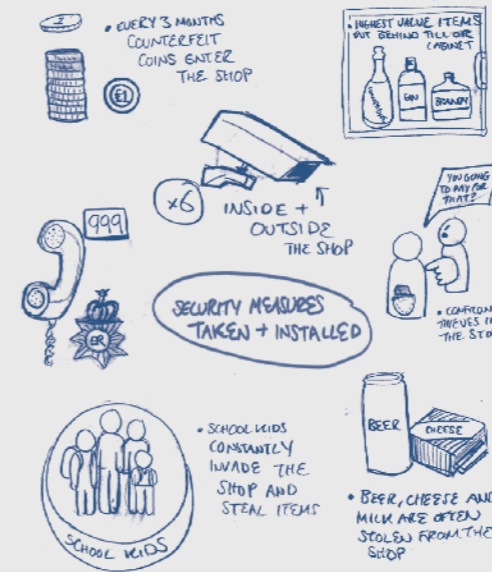 • EVERY 3 MONTHS
COUNTERFEIT
COINS ENTER
THE SHOP
£1
• HIGHEST VALUE ITEMS
PUT BEHIND TILL OR
CABINET
GIN
BRANDY
x6
INSIDE +
OUTSIDE
THE SHOP
YOU GOING
TO PAY FOR
THAT?
999
ER
SECURITY MEASURES
TAKEN + INSTALLED
THIEVES
THE
• SCHOOL KIDS
CONSTANTLY
INVADE THE
SHOP AND
STEAL ITEMS
SCHOOL KIDS
BEER
CHEESE
• BEER, CHEESE AND
MILK ARE OFTEN
STOLEN FROM THE
SHOP